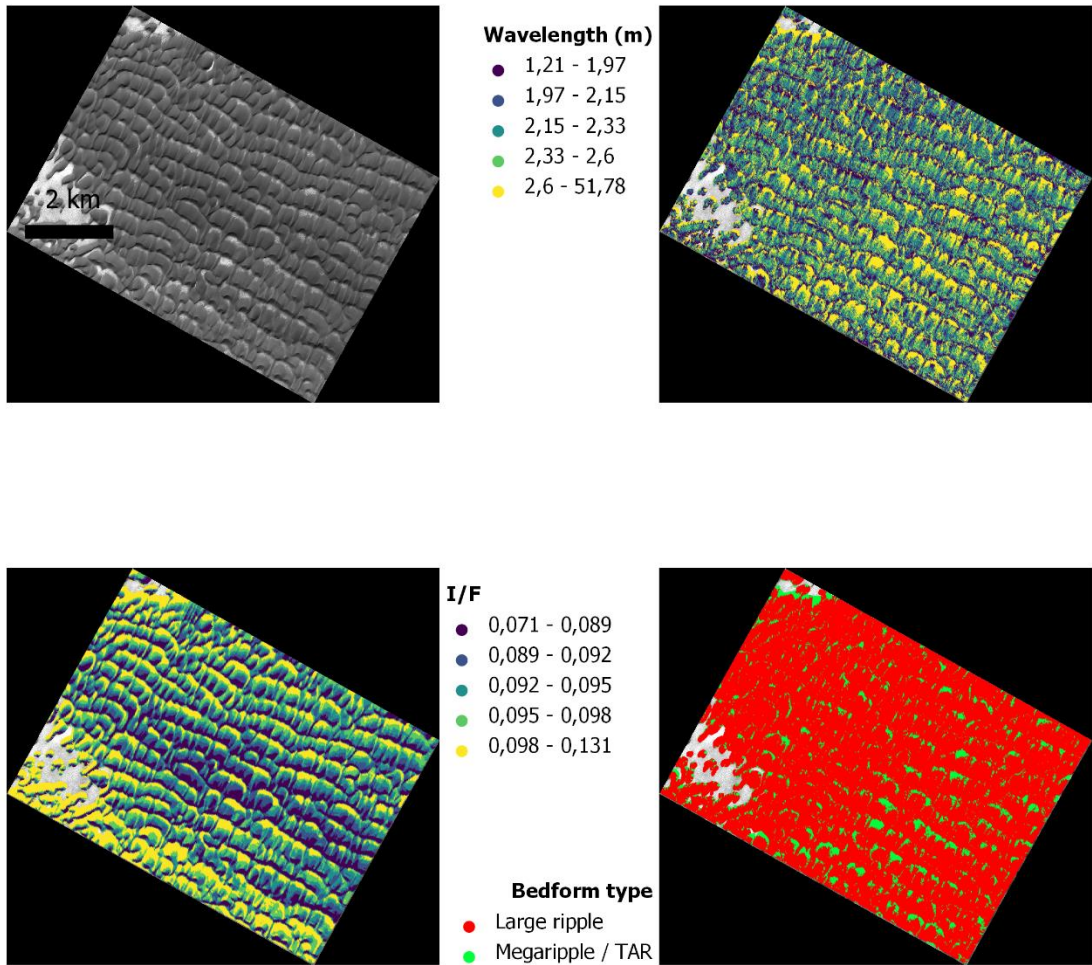 2 km
Wavelength (m)
1,21 - 1,97
1,97 - 2,15
2,15 - 2,33
2,33 - 2,6
2,6 - 51,78
I/F
0,071 - 0,089
0,089 - 0,092
0,092 - 0,095
0,095 - 0,098
0,098 - 0,131
Bedform type
Large ripple
Megaripple / TAR